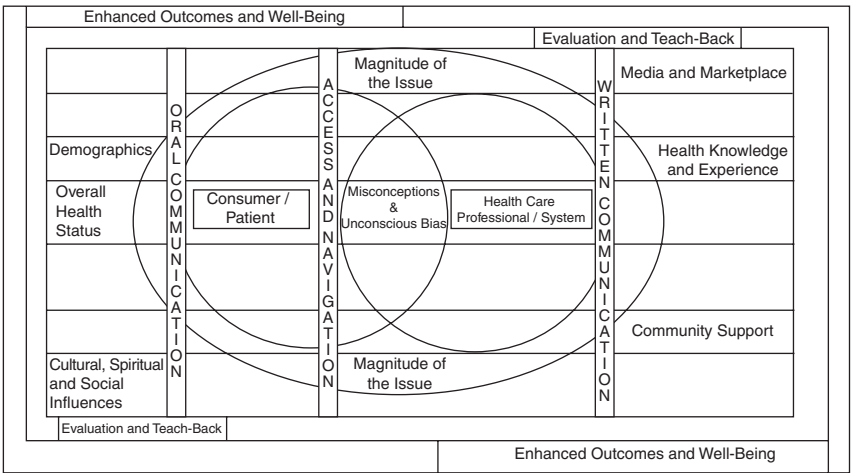 Enhanced Outcomes and Well-Being
Evaluation and Teach-Back
Magnitude of
the Issue
Media and Marketplace
ORAL COMMUNICATION
ACCESS AND NAVIGATION
WRITTEN COMMUNICATION
Demographics
Health Knowledge
and Experience
Overall
Health
Status
Consumer /
Patient
Misconceptions
&
Unconscious Bias
Health Care
Professional / System
Community Support
Cultural, Spiritual
and Social
Influences
Magnitude of
the Issue
Evaluation and Teach-Back
Enhanced Outcomes and Well-Being